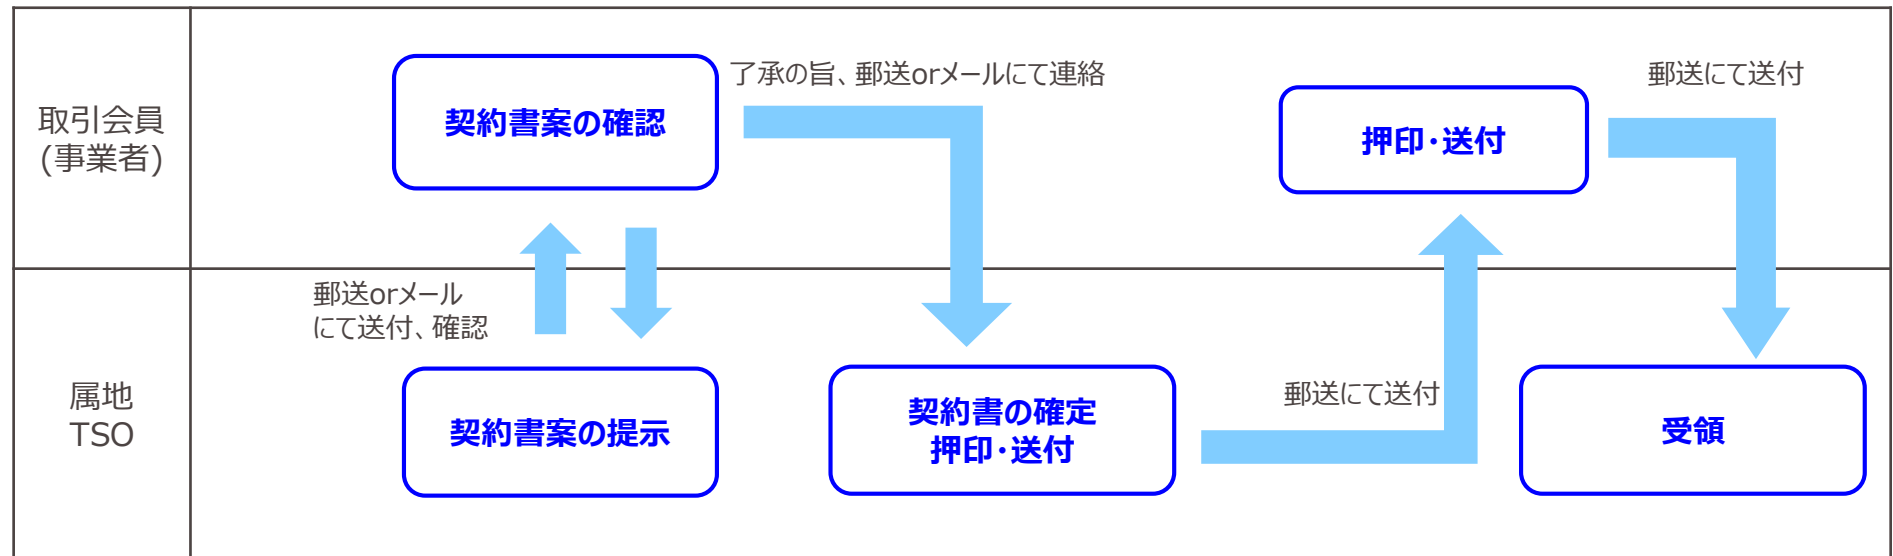 取引会員
(事業者)
契約書案の確認
了承の旨、郵送orメールにて連絡
押印・送付
郵送にて送付
郵送orメール
にて送付、確認
属地
TSO
契約書案の提示
契約書の確定
押印・送付
郵送にて送付
受領